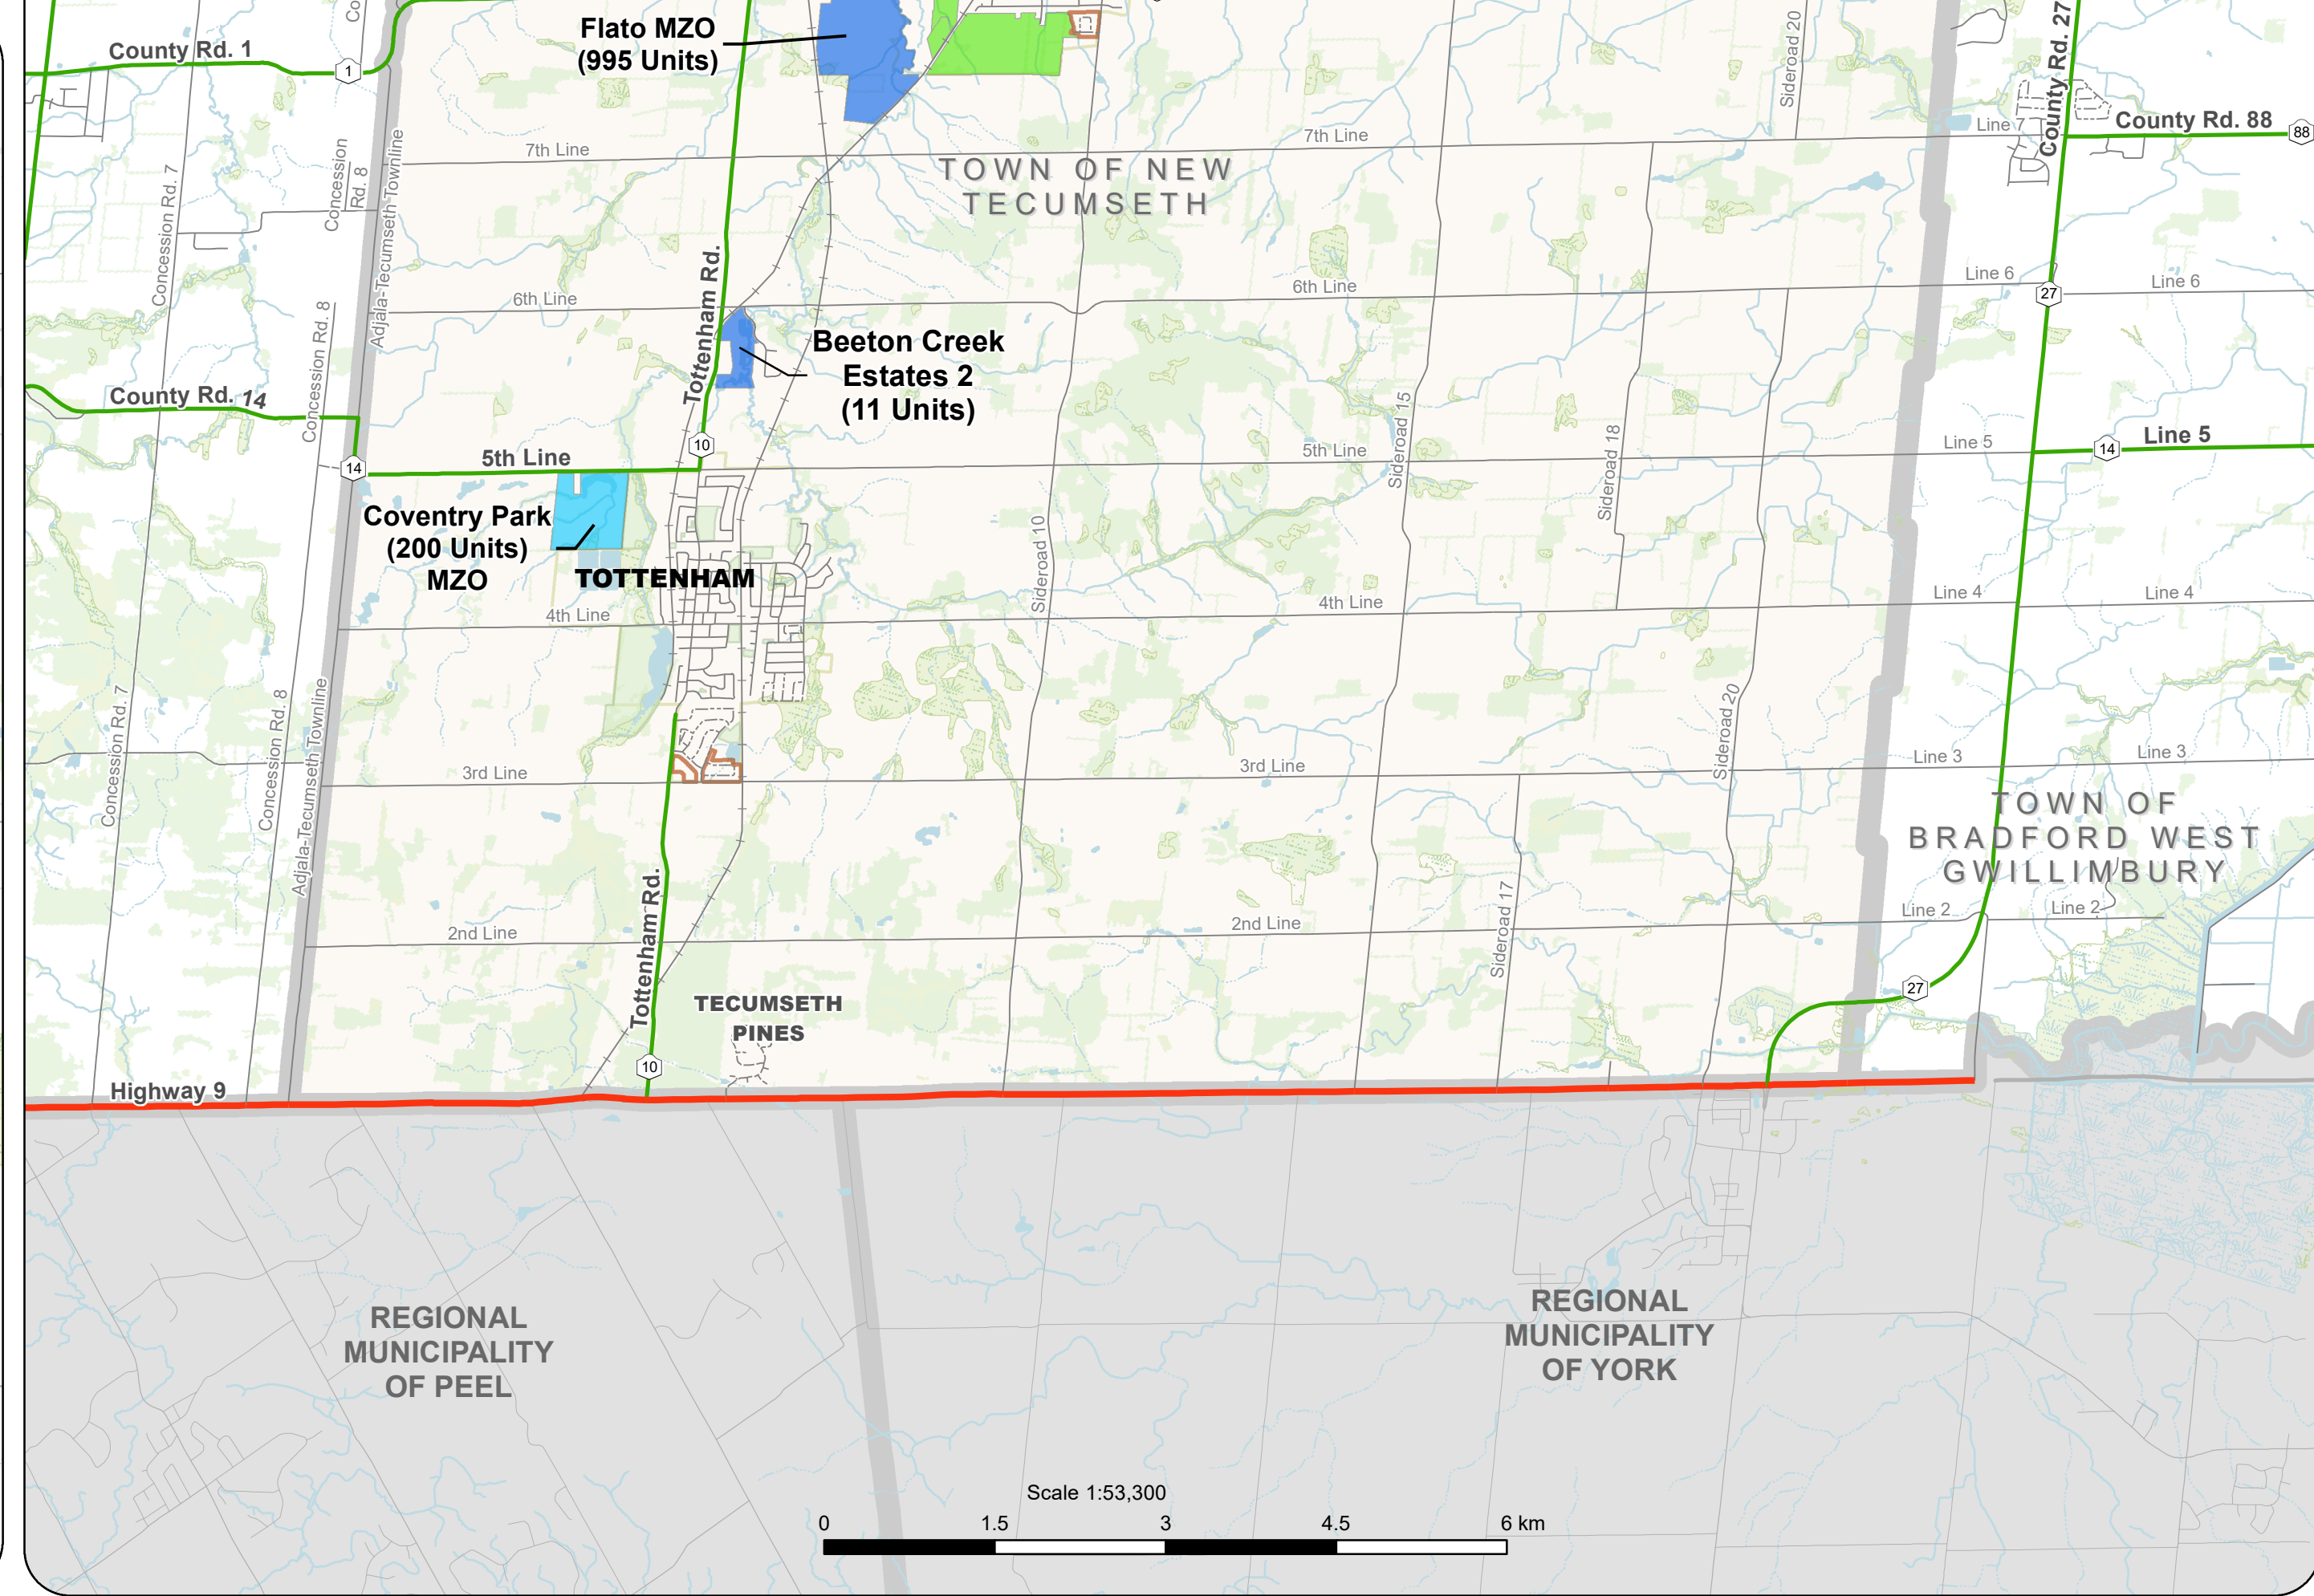 Flato MZO
(995 Units)
County Rd. 1
1
Co
Sideroad 20
County Rd. 27
County Rd. 88
88
Line 7
7th Line
7th Line
TOWN OF NEW
TECUMSETH
Concession
Rd. 8
Concession Rd. 7
Adjala-Tecumseth Townline
Tottenham Rd.
6th Line
6th Line
Line 6
Line 6
27
Beeton Creek
Estates 2
(11 Units)
Concession Rd. 8
County Rd. 14
14
10
5th Line
5th Line
Sideroad 15
Sideroad 18
Line 5
14
Line 5
Coventry Park
(200 Units)
MZO
TOTTENHAM
Sideroad 10
4th Line
4th Line
Line 4
Line 4
Concession Rd. 7
Concession Rd. 8
Adjala-Tecumseth Townline
3rd Line
3rd Line
Sideroad 20
Line 3
Line 3
TOWN OF
BRADFORD WEST
GWILLIMBURY
Tottenham Rd.
2nd Line
2nd Line
Sideroad 17
Line 2
Line 2
27
TECUMSETH
PINES
10
Highway 9
REGIONAL
MUNICIPALITY
OF PEEL
REGIONAL
MUNICIPALITY
OF YORK
Scale 1:53,300
0 1.5 3 4.5 6 km